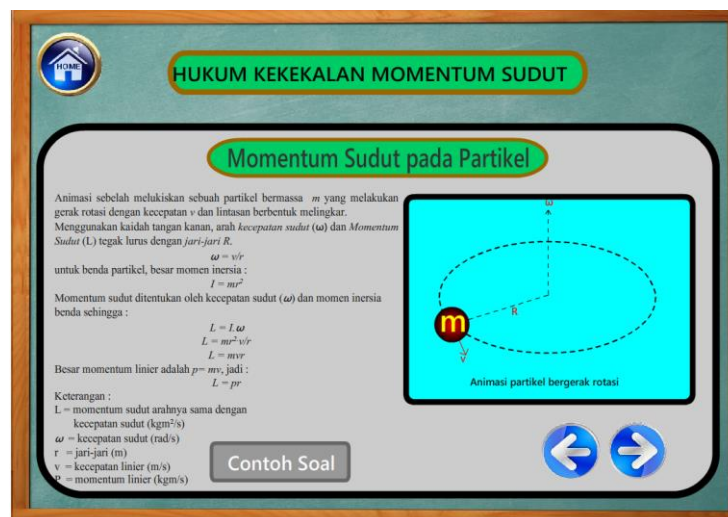 HOME
HUKUM KEKEKALAN MOMENTUM SUDUT
Momentum Sudut pada Partikel
Animasi sebelah melukiskan sebuah partikel bermassa m yang melakukan
gerak rotasi dengan kecepatan v dan lintasan berbentuk melingkar.
Menggunakan kaidah tangan kanan, arah kecepatan sudut (ω) dan Momentum
Sudut (L) tegak lurus dengan jari-jari R.
ω = v/r
untuk benda partikel, besar momen inersia :
I = mr²
Momentum sudut ditentukan oleh kecepatan sudut (ω) dan momen inersia
benda sehingga :
L = I.ω
L = mr².v/r
L = mvr
Besar momentum linier adalah p= mv, jadi :
L = pr
Keterangan :
L = momentum sudut arahnya sama dengan
kecepatan sudut (kgm²/s)
ω = kecepatan sudut (rad/s)
r = jari-jari (m)
v = kecepatan linier (m/s)
P = momentum linier (kgm/s)
ω
R
m
v
Animasi partikel bergerak rotasi
Contoh Soal